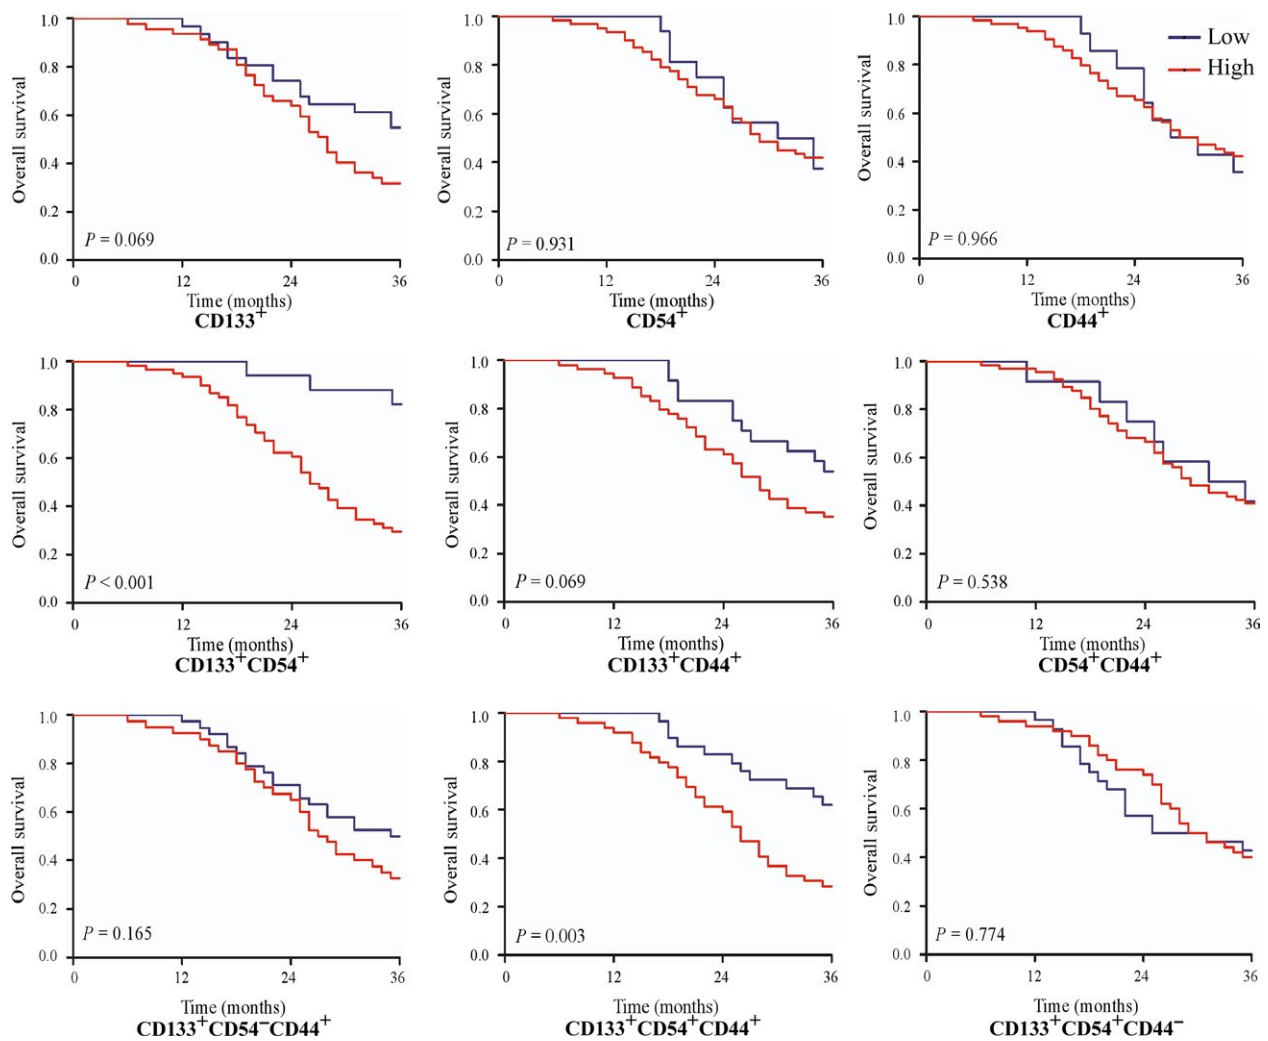 1.0
0.8
0.6
0.4
0.2
0.0
Overall survival
P = 0.069
0 12 24 36
Time (months)
CD133+
1.0
0.8
0.6
0.4
0.2
0.0
Overall survival
P = 0.931
0 12 24 36
Time (months)
CD54+
1.0
0.8
0.6
0.4
0.2
0.0
Overall survival
Low
High
P = 0.966
0 12 24 36
Time (months)
CD44+
1.0
0.8
0.6
0.4
0.2
0.0
Overall survival
P < 0.001
0 12 24 36
Time (months)
CD133+CD54+
1.0
0.8
0.6
0.4
0.2
0.0
Overall survival
P = 0.069
0 12 24 36
Time (months)
CD133+CD44+
1.0
0.8
0.6
0.4
0.2
0.0
Overall survival
P = 0.538
0 12 24 36
Time (months)
CD54+CD44+
1.0
0.8
0.6
0.4
0.2
0.0
Overall survival
P = 0.165
0 12 24 36
Time (months)
CD133+CD54−CD44+
1.0
0.8
0.6
0.4
0.2
0.0
Overall survival
P = 0.003
0 12 24 36
Time (months)
CD133+CD54+CD44+
1.0
0.8
0.6
0.4
0.2
0.0
Overall survival
P = 0.774
0 12 24 36
Time (months)
CD133+CD54+CD44−